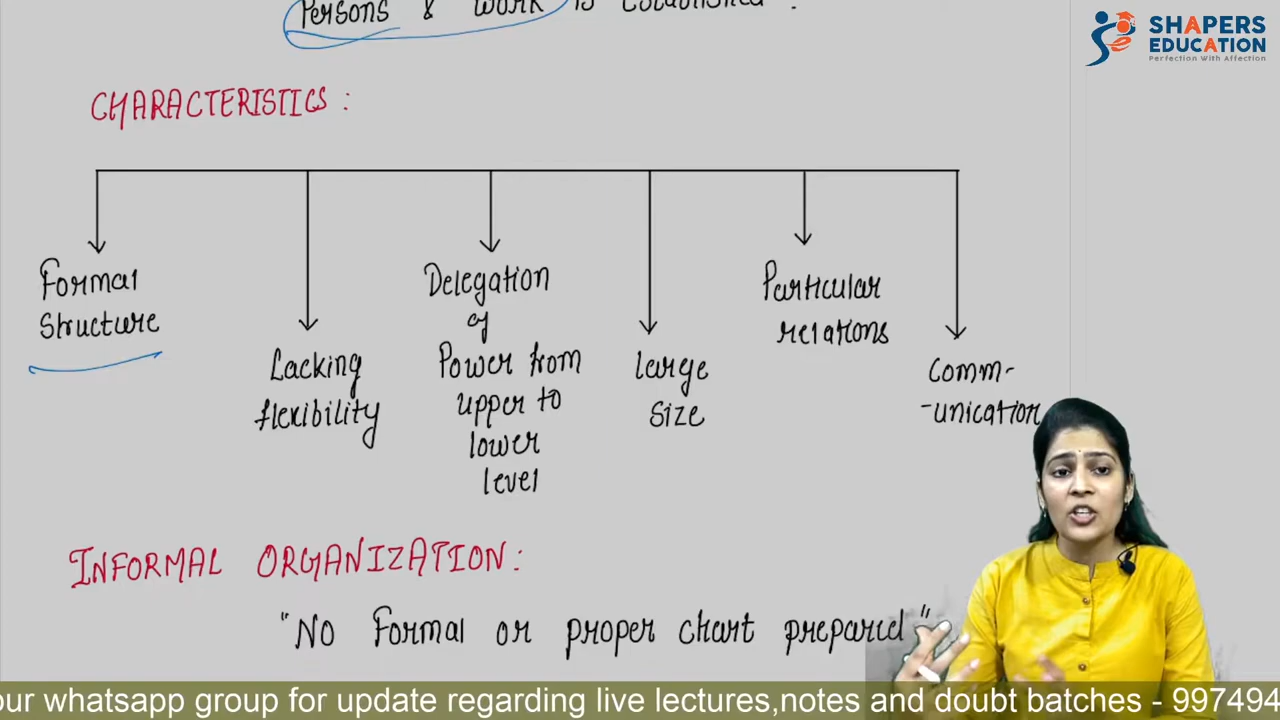 Persons & Work is established .
SHAPERS
EDUCATION
Perfection With Affection
CHARACTERISTICS :
Formal
Structure
Lacking
flexibility
Delegation
of
Power from
upper to
lower
level
large
size
Particular
relations
Comm-
-unication
INFORMAL ORGANIZATION :
"No Formal or proper chart prepared"
our whatsapp group for update regarding live lectures,notes and doubt batches - 997494